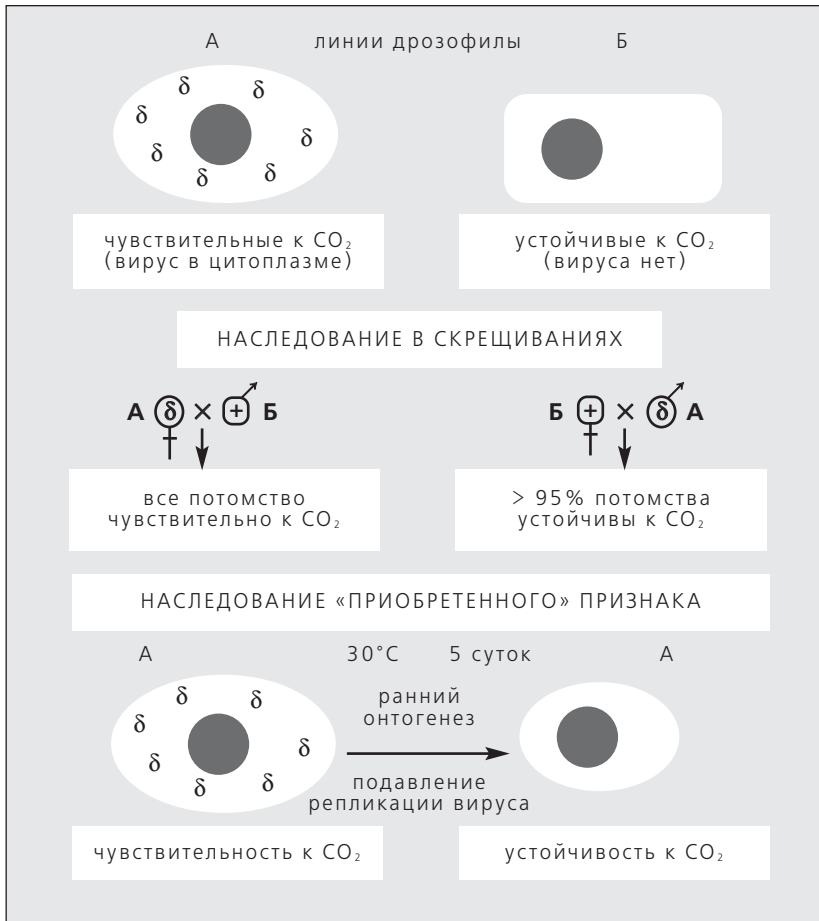 А линии дрозофилы Б
δ δ δ δ δ δ δ
чувствительные к CO₂
(вирус в цитоплазме)
устойчивые к CO₂
(вируса нет)
НАСЛЕДОВАНИЕ В СКРЕЩИВАНИЯХ
А δ × + Б
Б + × δ А
все потомство
чувствительно к CO₂
> 95% потомства
устойчивы к CO₂
НАСЛЕДОВАНИЕ «ПРИОБРЕТЕННОГО» ПРИЗНАКА
А 30°С 5 суток А
δ δ δ δ δ δ δ
ранний
онтогенез
подавление
репликации вируса
чувствительность к CO₂
устойчивость к CO₂